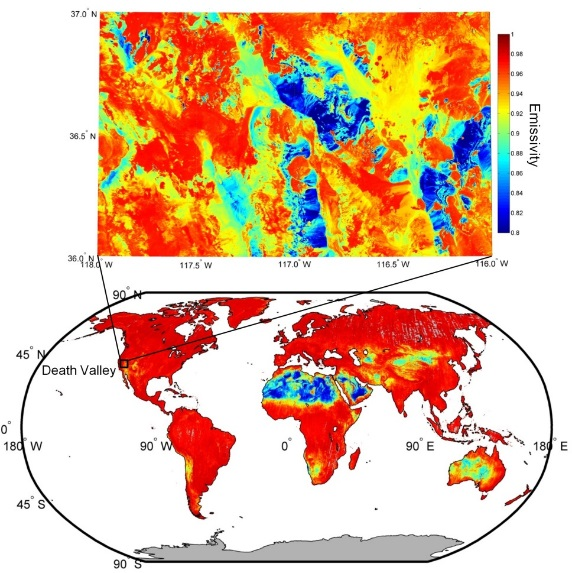 37.0° N
36.5° N
36.0° N
118.0° W
117.5° W
117.0° W
116.5° W
116.0° W
1
0.98
0.96
0.94
0.92
0.9
0.88
0.86
0.84
0.82
0.8
Emissivity
90° N
45° N
Death Valley
0°
180° W
90° W
0°
90° E
180° E
45° S
90° S